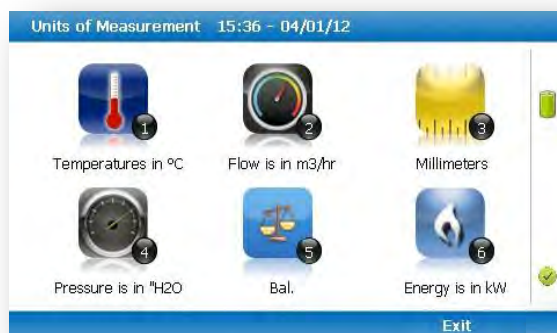 Units of Measurement 15:36 - 04/01/12
1 2 3
Temperatures in ºC Flow is in m3/hr Millimeters
4 5 6
Pressure is in "H2O Bal. Energy is in kW
Exit